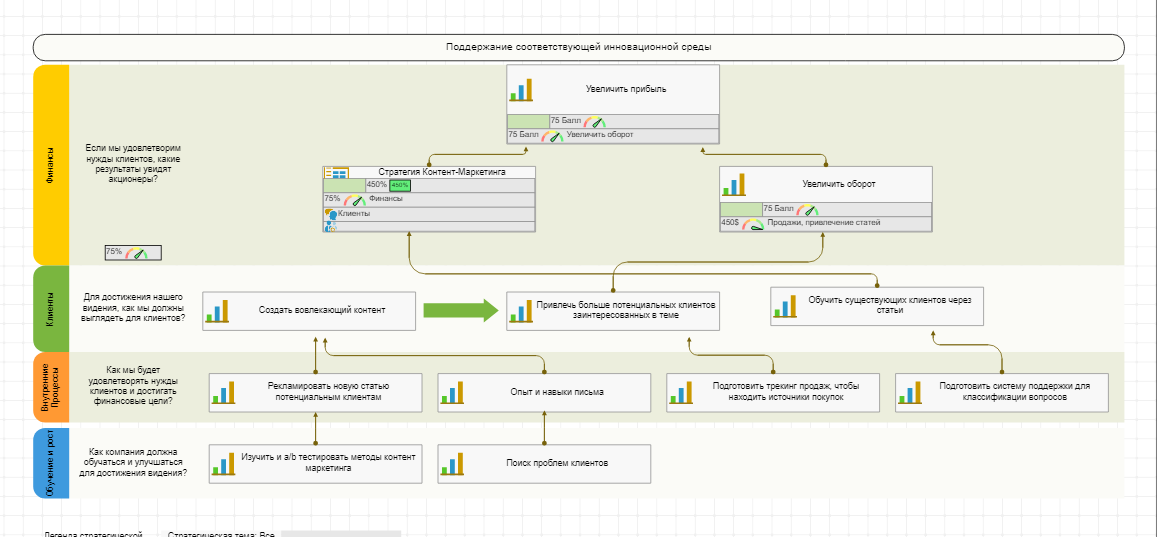 Поддержание соответствующей инновационной среды
Финансы
Если мы удовлетворим
нужды клиентов, какие
результаты увидят
акционеры?
75%
Увеличить прибыль
75 Балл
75 Балл Увеличить оборот
Стратегия Контент-Маркетинга
450% 450%
75% Финансы
Клиенты
Увеличить оборот
75 Балл
450$ Продажи, привлечение статей
Клиенты
Для достижения нашего
видения, как мы должны
выглядеть для клиентов?
Создать вовлекающий контент
Привлечь больше потенциальных клиентов
заинтересованных в теме
Обучить существующих клиентов через
статьи
Внутренние
Процессы
Как мы будет
удовлетворять нужды
клиентов и достигать
финансовые цели?
Рекламировать новую статью
потенциальным клиентам
Опыт и навыки письма
Подготовить трекинг продаж, чтобы
находить источники покупок
Подготовить систему поддержки для
классификации вопросов
Обучение и рост
Как компания должна
обучаться и улучшаться
для достижения видения?
Изучить и a/b тестировать методы контент
маркетинга
Поиск проблем клиентов
Легенда стратегической
Стратегическая тема: Все